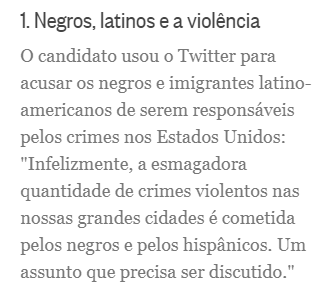 1. Negros, latinos e a violência
O candidato usou o Twitter para
acusar os negros e imigrantes latino-
americanos de serem responsáveis
pelos crimes nos Estados Unidos:
"Infelizmente, a esmagadora
quantidade de crimes violentos nas
nossas grandes cidades é cometida
pelos negros e pelos hispânicos. Um
assunto que precisa ser discutido."